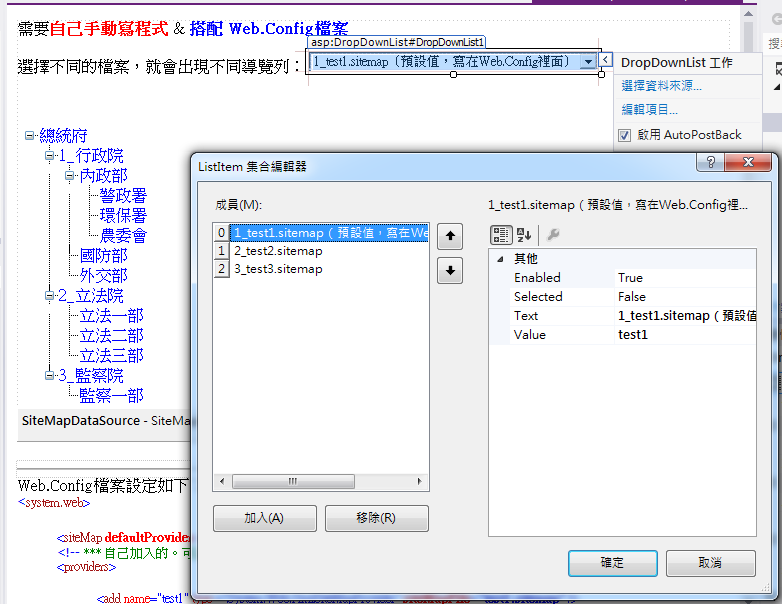 需要自己手動寫程式 & 搭配 Web.Config檔案
asp:DropDownList#DropDownList1
選擇不同的檔案，就會出現不同導覽列：
1_test1.sitemap（預設值，寫在Web.Config裡面）
DropDownList 工作
選擇資料來源...
編輯項目...
啟用 AutoPostBack
總統府
1_行政院
內政部
警政署
環保署
農委會
國防部
外交部
2_立法院
立法一部
立法二部
立法三部
3_監察院
監察一部
SiteMapDataSource - SiteMa
Web.Config檔案設定如下
<system.web>
<siteMap defaultProvide
<!-- *** 自己加入的。可
<providers>
<add name="test1"
ListItem 集合編輯器
成員(M):
0 1_test1.sitemap（預設值，寫在We
1 2_test2.sitemap
2 3_test3.sitemap
加入(A)
移除(R)
1_test1.sitemap（預設值，寫在Web.Config裡...
其他
Enabled True
Selected False
Text 1_test1.sitemap（預設值
Value test1
確定
取消